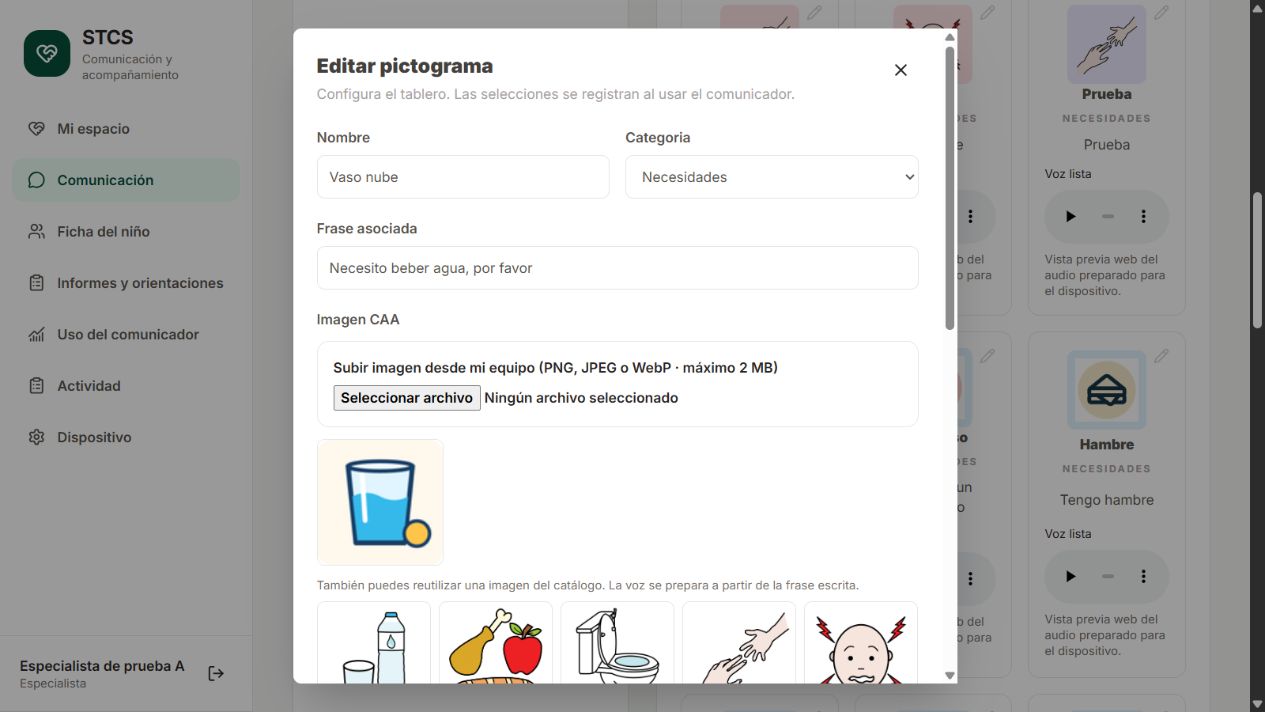 STCS
Comunicación y
acompañamiento
Mi espacio
Comunicación
Ficha del niño
Informes y orientaciones
Uso del comunicador
Actividad
Dispositivo
Especialista de prueba A
Especialista
Editar pictograma
Configura el tablero. Las selecciones se registran al usar el comunicador.
Nombre
Categoria
Vaso nube
Necesidades
Frase asociada
Necesito beber agua, por favor
Imagen CAA
Subir imagen desde mi equipo (PNG, JPEG o WebP · máximo 2 MB)
Seleccionar archivo Ningún archivo seleccionado
También puedes reutilizar una imagen del catálogo. La voz se prepara a partir de la frase escrita.
Prueba
NECESIDADES
Prueba
Voz lista
Vista previa web del
audio preparado para
el dispositivo.
Hambre
NECESIDADES
Tengo hambre
Voz lista
Vista previa web del
audio preparado para
el dispositivo.